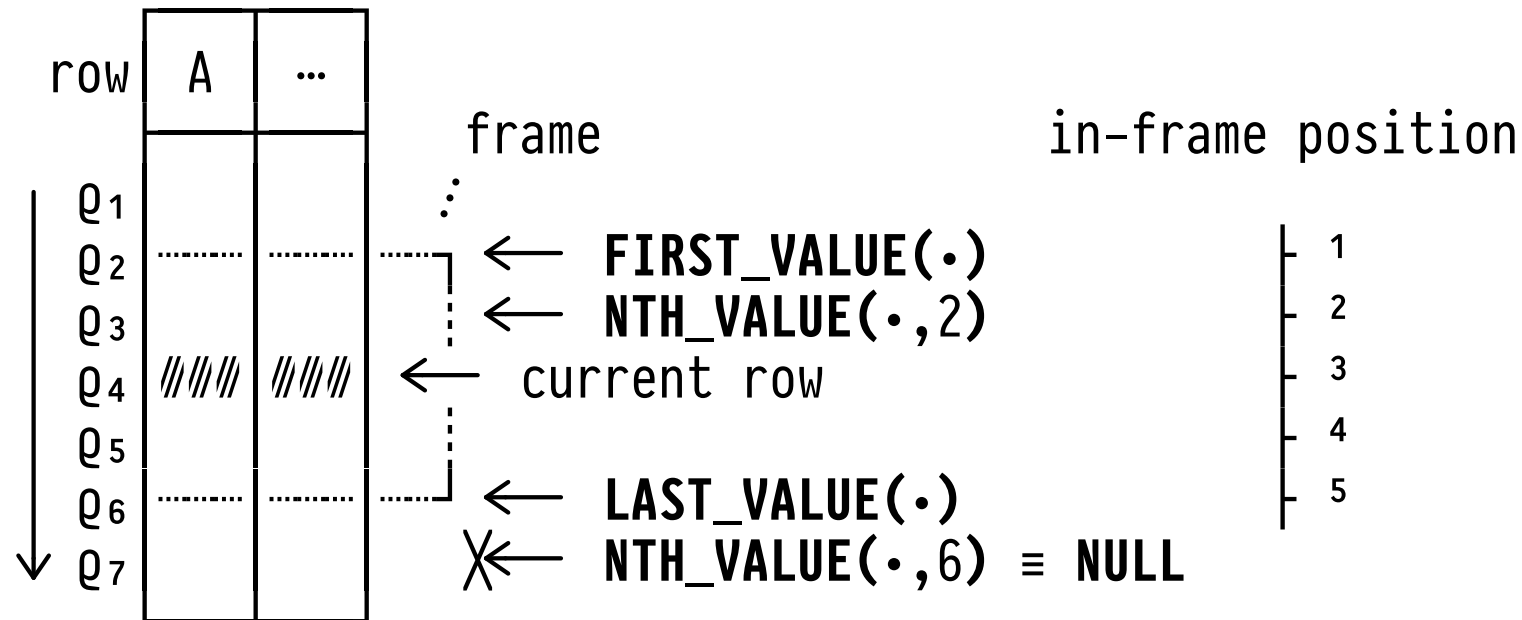 row A ⋯
frame in-frame position
ϱ1
ϱ2 FIRST_VALUE(·) 1
ϱ3 NTH_VALUE(·,2) 2
ϱ4 current row 3
ϱ5 4
ϱ6 LAST_VALUE(·) 5
ϱ7 NTH_VALUE(·,6) ≡ NULL